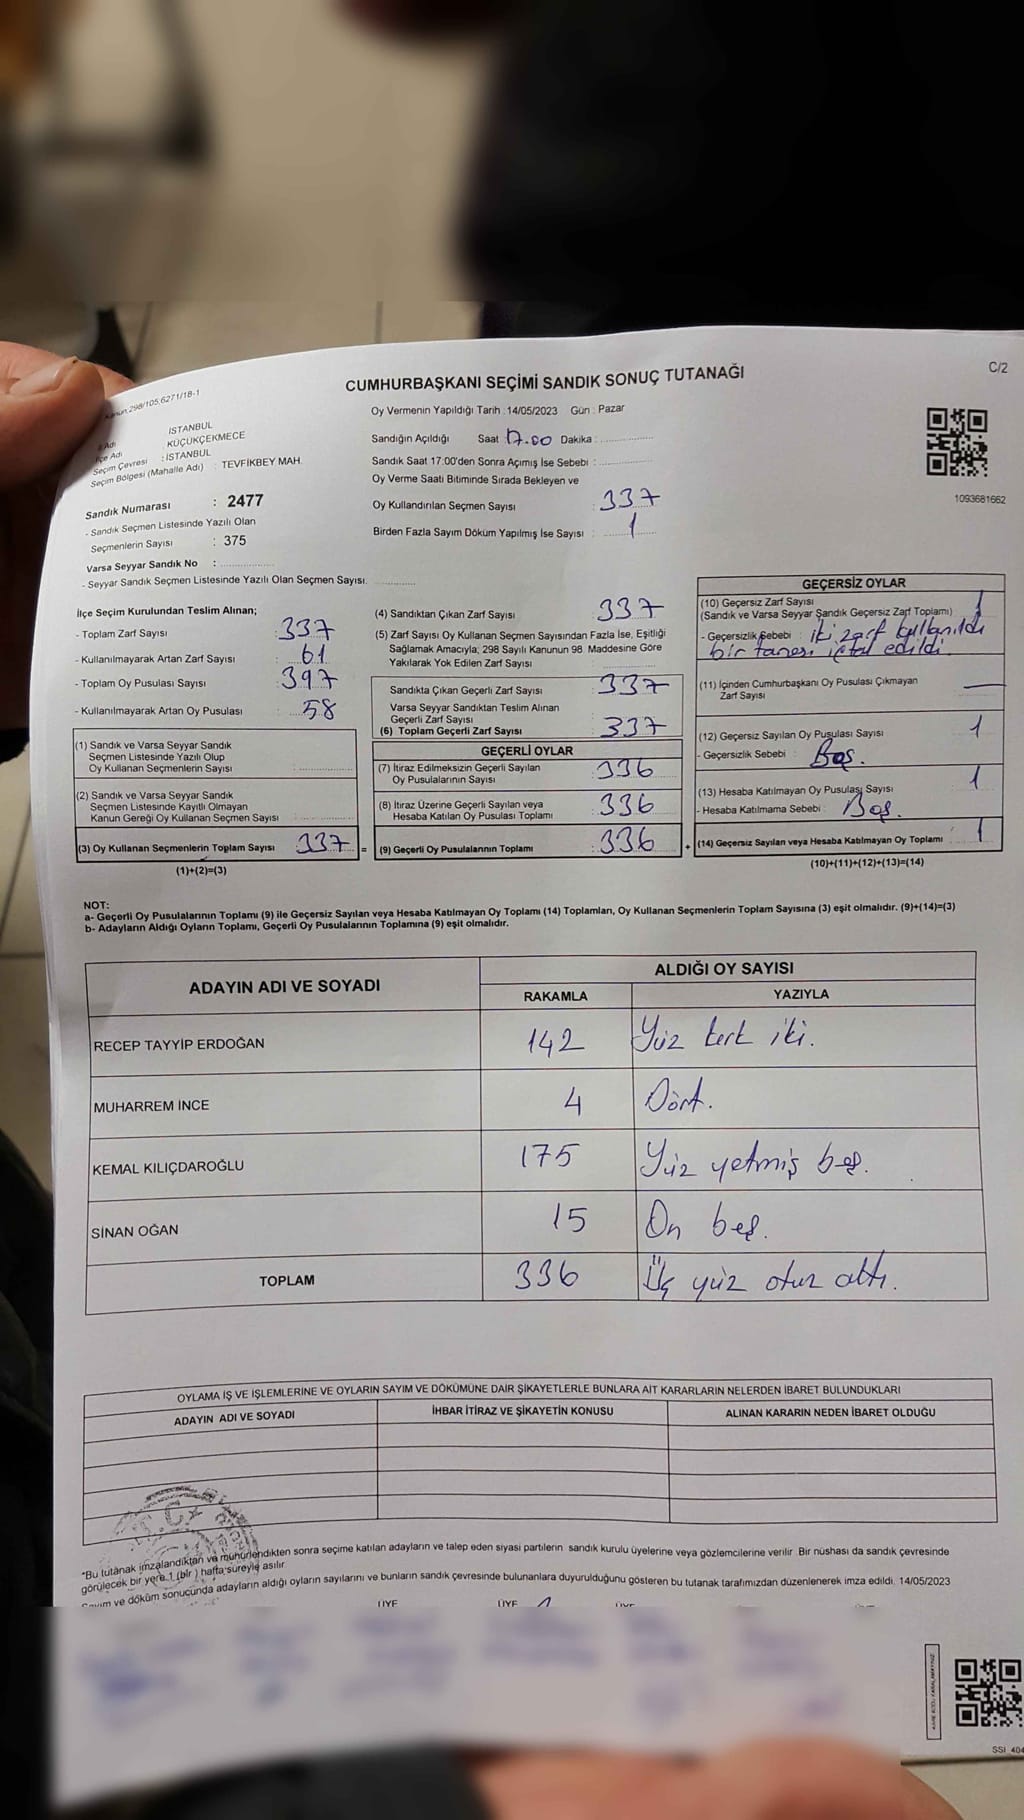 CUMHURBAŞKANI SEÇİMİ SANDIK SONUÇ TUTANAĞI
C/2
Kanun:298/105,6271/18-1
İl Adı İSTANBUL
İlçe Adı KÜÇÜKÇEKMECE
Seçim Çevresi : İSTANBUL
Seçim Bölgesi (Mahalle Adı) : TEVFİKBEY MAH.
Sandık Numarası : 2477
- Sandık Seçmen Listesinde Yazılı Olan
Seçmenlerin Sayısı : 375
Varsa Seyyar Sandık No :
- Seyyar Sandık Seçmen Listesinde Yazılı Olan Seçmen Sayısı.
Oy Vermenin Yapıldığı Tarih : 14/05/2023 Gün : Pazar
Sandığın Açıldığı Saat 17.00 Dakika :
Sandık Saat 17:00'den Sonra Açımış İse Sebebi :
Oy Verme Saati Bitiminde Sırada Bekleyen ve
Oy Kullandırılan Seçmen Sayısı : 337
Birden Fazla Sayım Döküm Yapılmış İse Sayısı : 1
1093681662
İlçe Seçim Kurulundan Teslim Alınan;
- Toplam Zarf Sayısı : 337
- Kullanılmayarak Artan Zarf Sayısı : 61
- Toplam Oy Pusulası Sayısı : 397
- Kullanılmayarak Artan Oy Pusulası : 58
(1) Sandık ve Varsa Seyyar Sandık
Seçmen Listesinde Yazılı Olup
Oy Kullanan Seçmenlerin Sayısı :
(2) Sandık ve Varsa Seyyar Sandık
Seçmen Listesinde Kayıtlı Olmayan
Kanun Gereği Oy Kullanan Seçmen Sayısı :
(3) Oy Kullanan Seçmenlerin Toplam Sayısı : 337 =
(1)+(2)=(3)
(4) Sandıktan Çıkan Zarf Sayısı : 337
(5) Zarf Sayısı Oy Kullanan Seçmen Sayısından Fazla İse, Eşitliği
Sağlamak Amacıyla; 298 Sayılı Kanunun 98. Maddesine Göre
Yakılarak Yok Edilen Zarf Sayısı
Sandıkta Çıkan Geçerli Zarf Sayısı : 337
Varsa Seyyar Sandıktan Teslim Alınan
Geçerli Zarf Sayısı
(6) Toplam Geçerli Zarf Sayısı : 337
GEÇERLİ OYLAR
(7) İtiraz Edilmeksizin Geçerli Sayılan
Oy Pusulalarının Sayısı : 336
(8) İtiraz Üzerine Geçerli Sayılan veya
Hesaba Katılan Oy Pusulası Toplamı : 336
(9) Geçerli Oy Pusulalarının Toplamı : 336 +
GEÇERSİZ OYLAR
(10) Geçersiz Zarf Sayısı
(Sandık ve Varsa Seyyar Sandık Geçersiz Zarf Toplamı) 1
- Geçersizlik Sebebi : iki zarf kullanıldı
bir tanesi iptal edildi.
(11) İçinden Cumhurbaşkanı Oy Pusulası Çıkmayan
Zarf Sayısı —
(12) Geçersiz Sayılan Oy Pusulası Sayısı 1
- Geçersizlik Sebebi : Boş.
(13) Hesaba Katılmayan Oy Pusulası Sayısı 1
- Hesaba Katılmama Sebebi : Boş.
(14) Geçersiz Sayılan veya Hesaba Katılmayan Oy Toplamı : 1
(10)+(11)+(12)+(13)=(14)
NOT:
a- Geçerli Oy Pusulalarının Toplamı (9) ile Geçersiz Sayılan veya Hesaba Katılmayan Oy Toplam (14) Toplamları, Oy Kullanan Seçmenlerin Toplam Sayısına (3) eşit olmalıdır. (9)+(14)=(3)
b- Adayların Aldığı Oyların Toplamı, Geçerli Oy Pusulalarının Toplamına (9) eşit olmalıdır.
ADAYIN ADI VE SOYADI ALDIĞI OY SAYISI
RAKAMLA YAZIYLA
RECEP TAYYİP ERDOĞAN 142 Yüz kırk iki.
MUHARREM İNCE 4 Dört.
KEMAL KILIÇDAROĞLU 175 Yüz yetmiş beş.
SİNAN OĞAN 15 On beş.
TOPLAM 336 Üç yüz otuz altı.
OYLAMA İŞ VE İŞLEMLERİNE VE OYLARIN SAYIM VE DÖKÜMÜNE DAİR ŞİKAYETLERLE BUNLARA AİT KARARLARIN NELERDEN İBARET BULUNDUKLARI
ADAYIN ADI VE SOYADI İHBAR İTİRAZ VE ŞİKAYETİN KONUSU ALINAN KARARIN NEDEN İBARET OLDUĞU
T.C.
*Bu tutanak imzalandıktan ve mühürlendikten sonra seçime katılan adayların ve talep eden siyasi partilerin sandık kurulu üyelerine veya gözlemcilerine verilir. Bir nüshası da sandık çevresinde
görülecek bir yere 1 (bir ) hafta süreyle asılır.
Sayım ve döküm sonucunda adayların aldığı oyların sayılarını ve bunların sandık çevresinde bulunanlara duyurulduğunu gösteren bu tutanak tarafımızdan düzenlenerek imza edildi. 14/05/2023
ÜYE ÜYE ÜYE